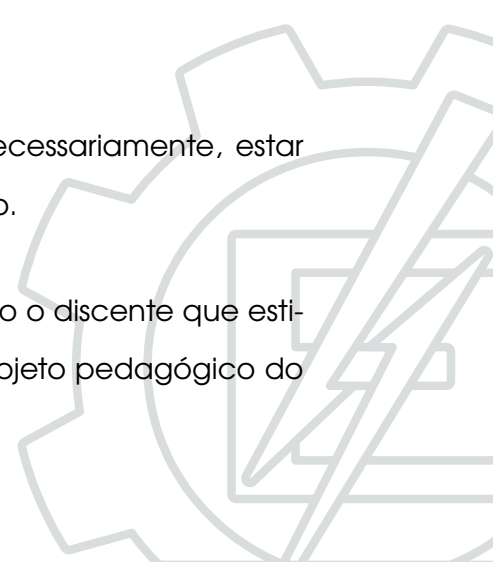 ecessariamente, estar
o.
o o discente que esti-
ojeto pedagógico do